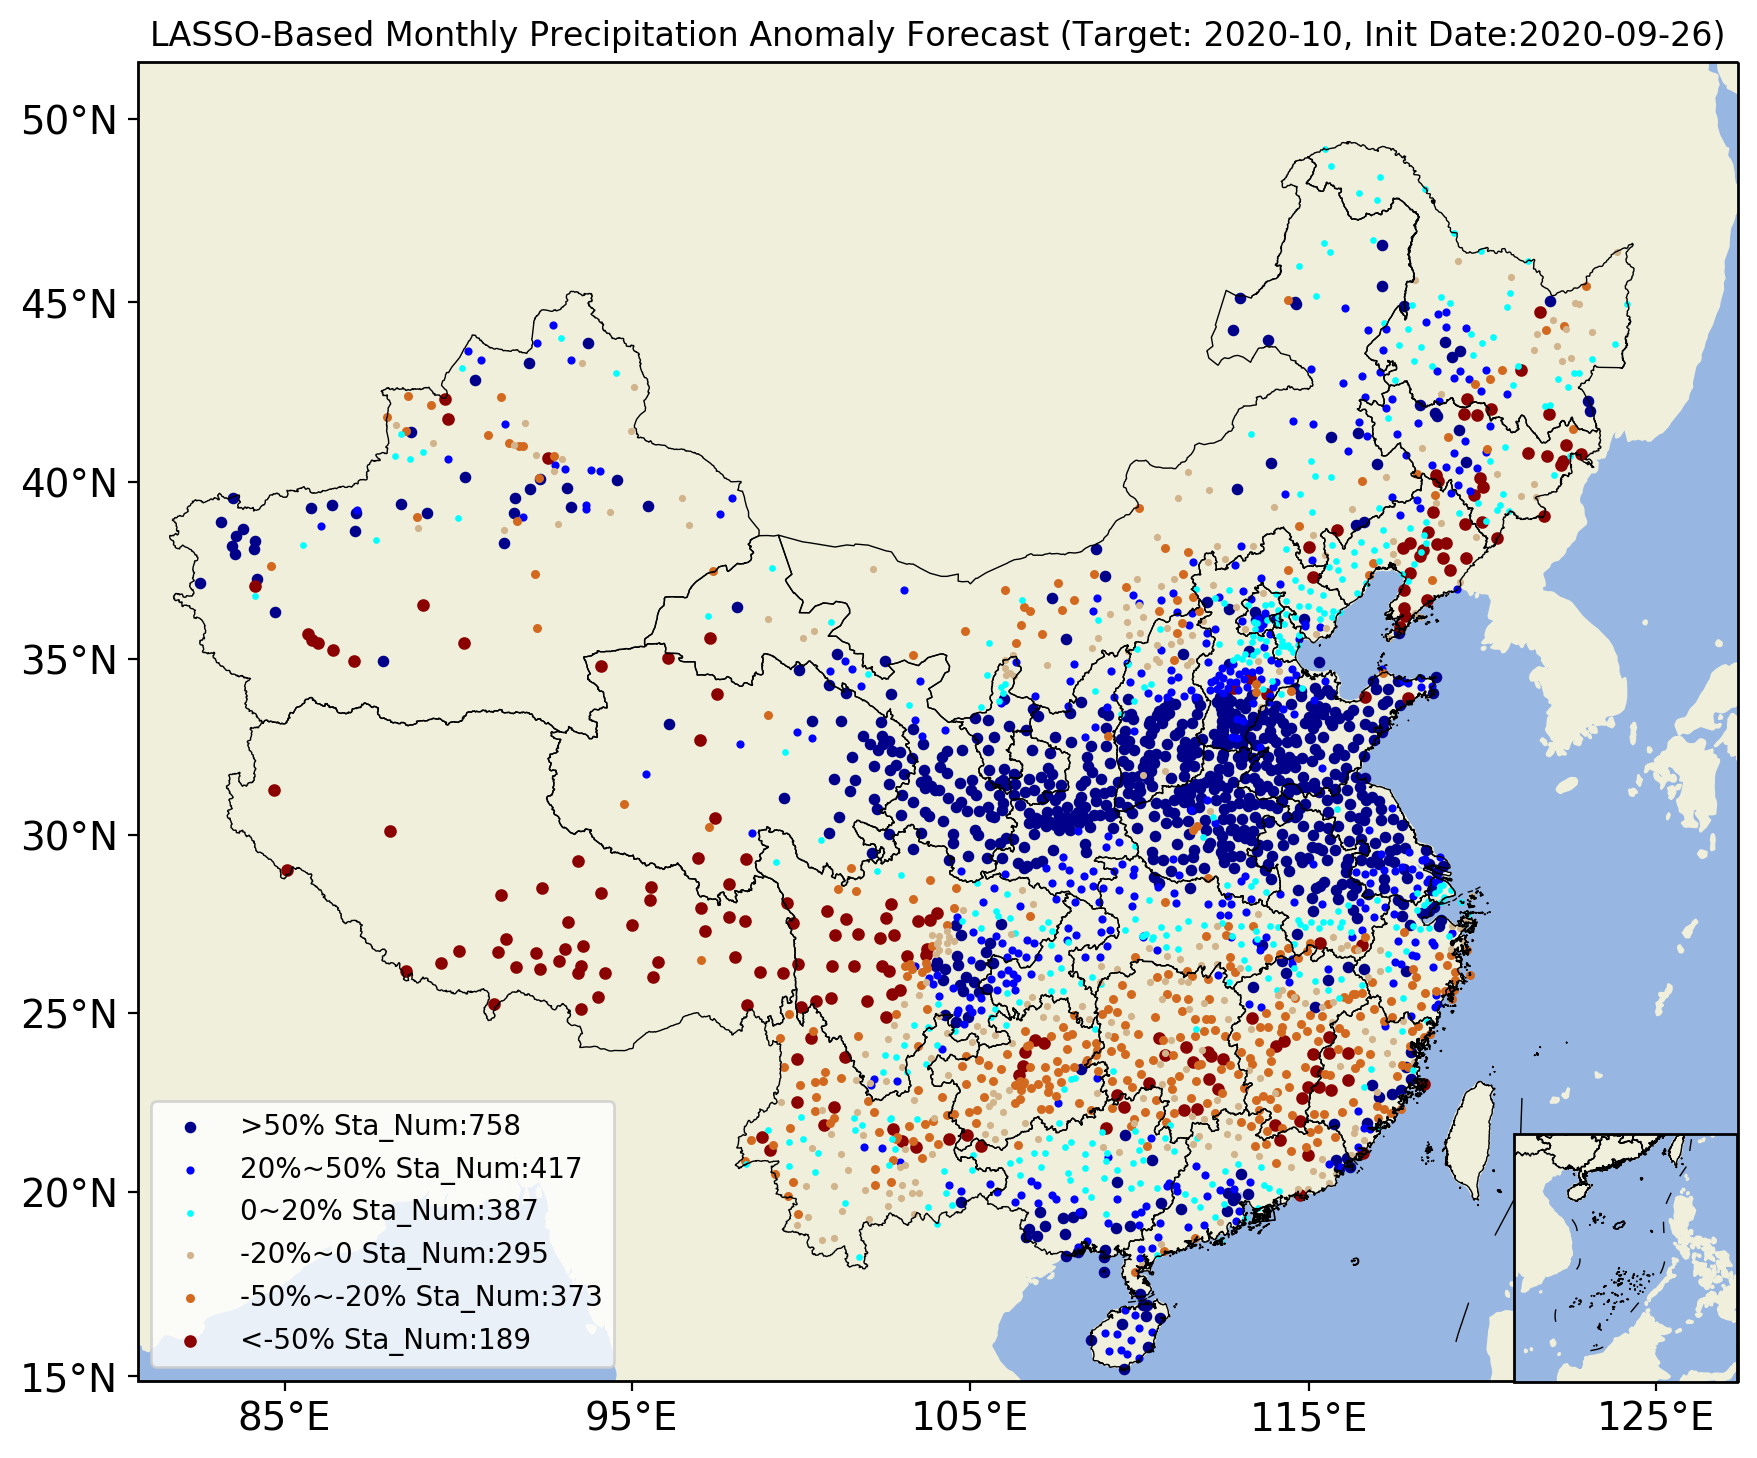 LASSO-Based Monthly Precipitation Anomaly Forecast (Target: 2020-10, Init Date:2020-09-26)
50°N
45°N
40°N
35°N
30°N
25°N
20°N
15°N
>50% Sta_Num:758
20%~50% Sta_Num:417
0~20% Sta_Num:387
-20%~0 Sta_Num:295
-50%~-20% Sta_Num:373
<-50% Sta_Num:189
85°E
95°E
105°E
115°E
125°E